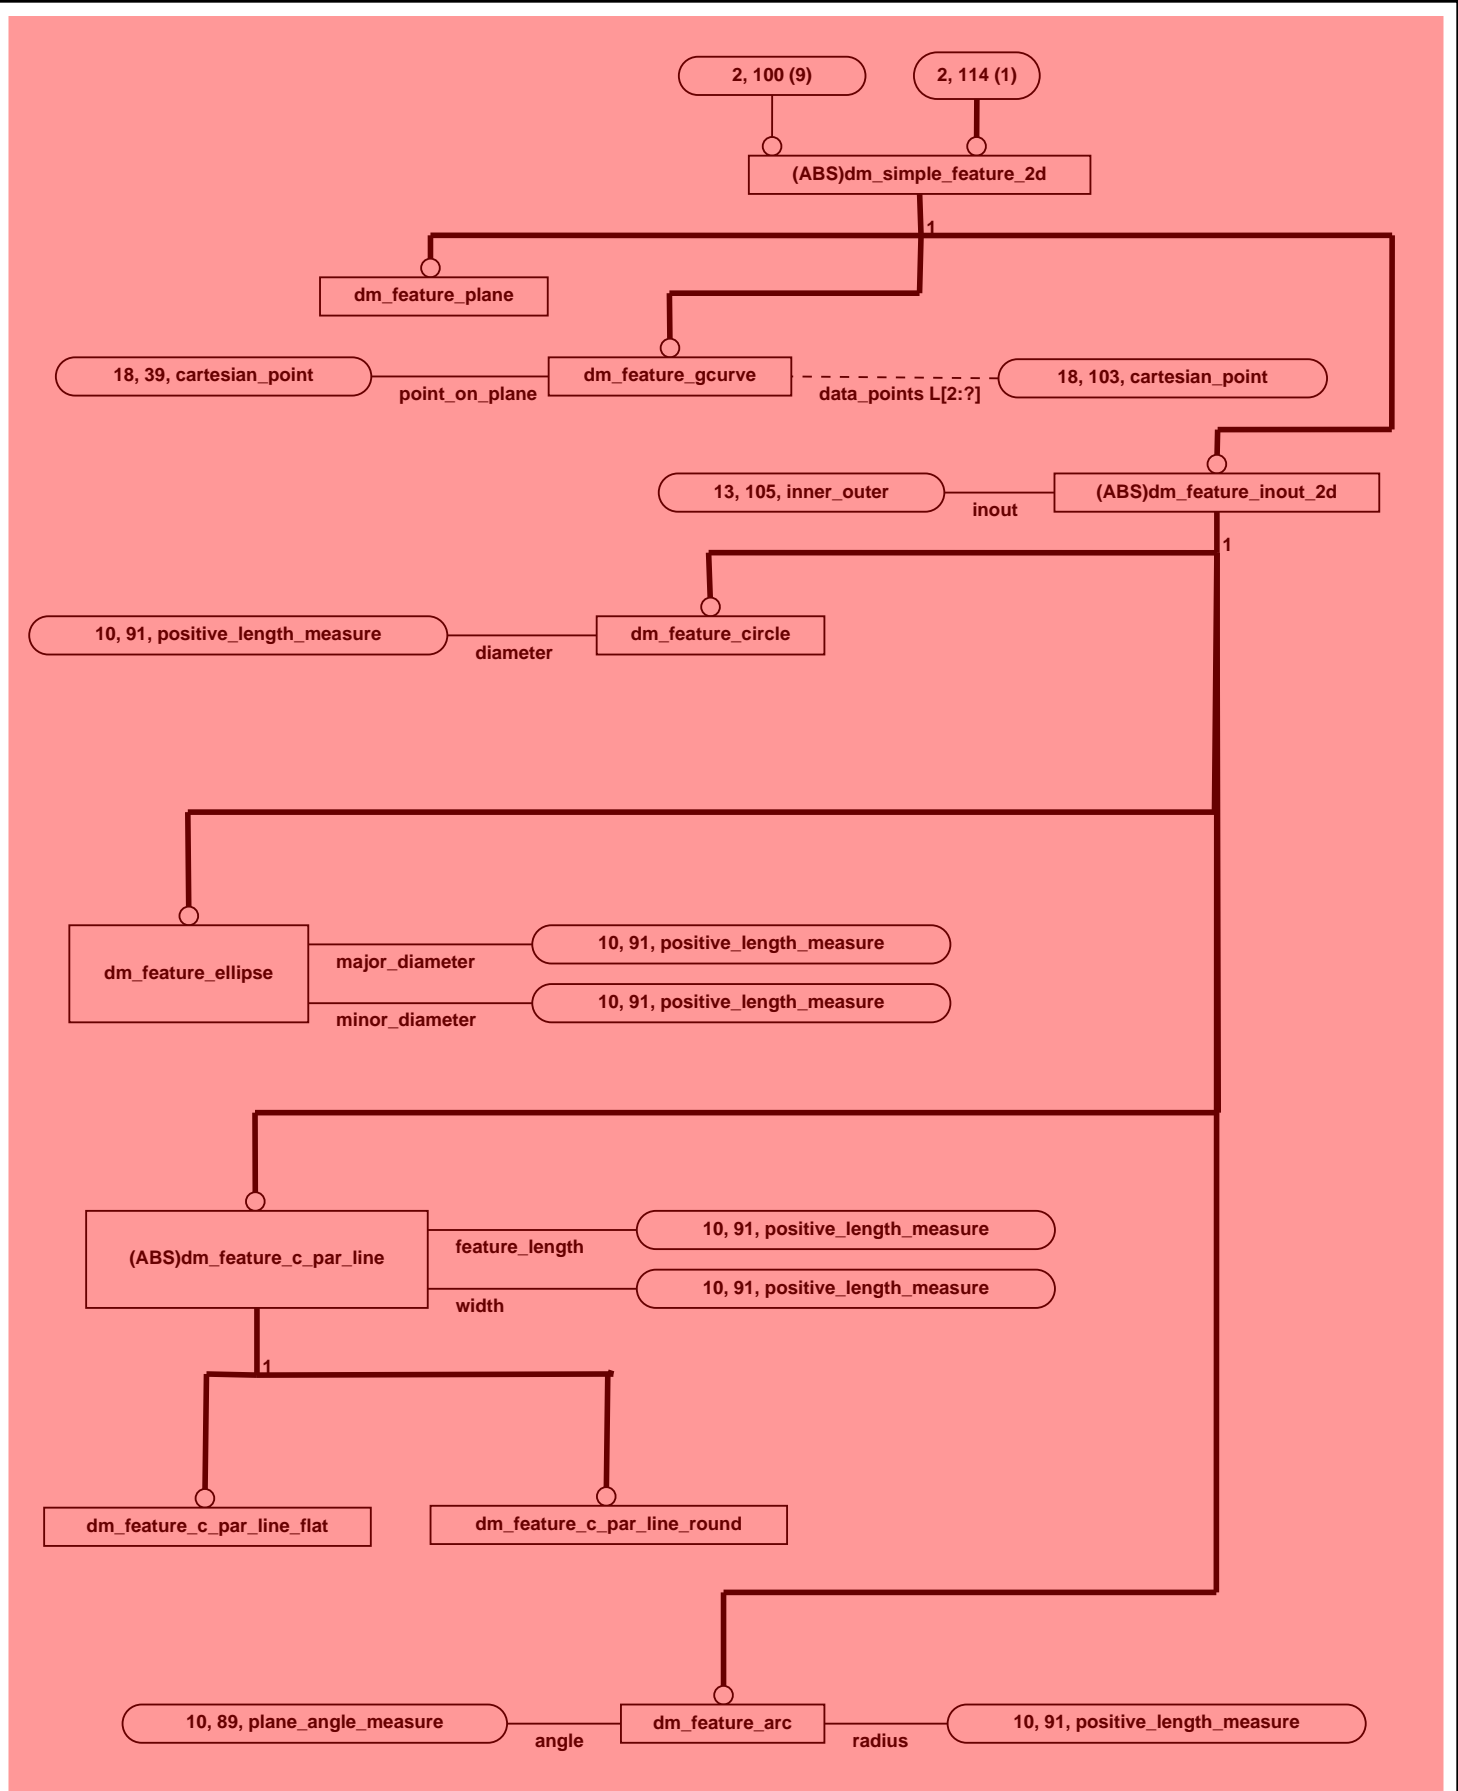 2, 100 (9)
2, 114 (1)
(ABS)dm_simple_feature_2d
1
dm_feature_plane
18, 39, cartesian_point
point_on_plane
dm_feature_gcurve
data_points L[2:?]
18, 103, cartesian_point
13, 105, inner_outer
inout
(ABS)dm_feature_inout_2d
1
10, 91, positive_length_measure
diameter
dm_feature_circle
dm_feature_ellipse
major_diameter
10, 91, positive_length_measure
minor_diameter
10, 91, positive_length_measure
(ABS)dm_feature_c_par_line
feature_length
10, 91, positive_length_measure
width
10, 91, positive_length_measure
1
dm_feature_c_par_line_flat
dm_feature_c_par_line_round
10, 89, plane_angle_measure
angle
dm_feature_arc
radius
10, 91, positive_length_measure